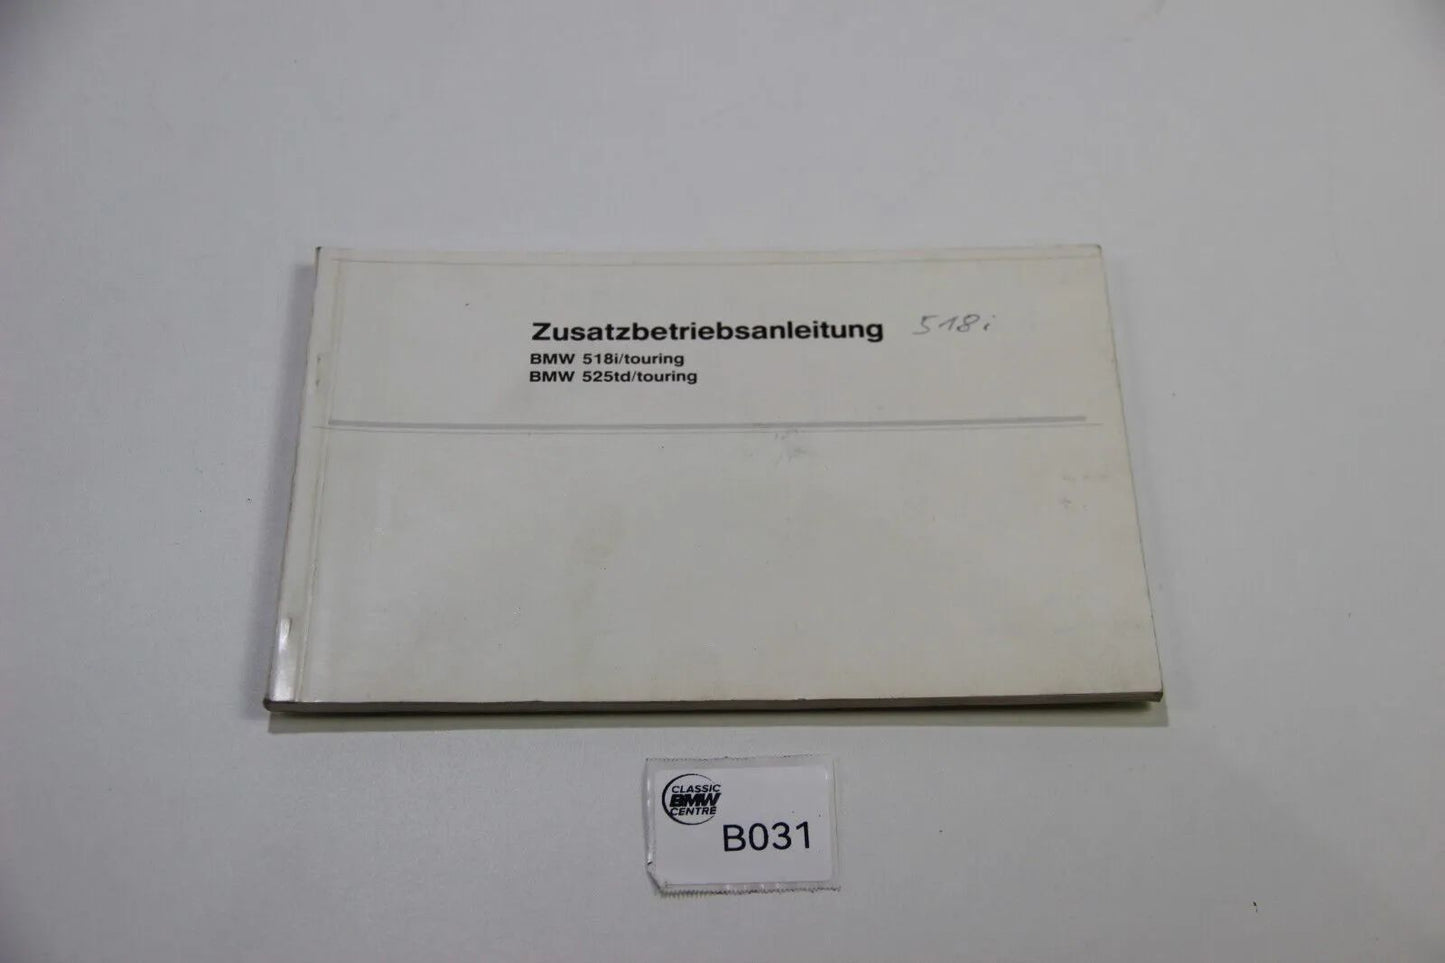 Zusatzbetriebsanleitung 518i
BMW 518i/touring
BMW 525td/touring
CLASSIC
BMW
CENTRE
B031